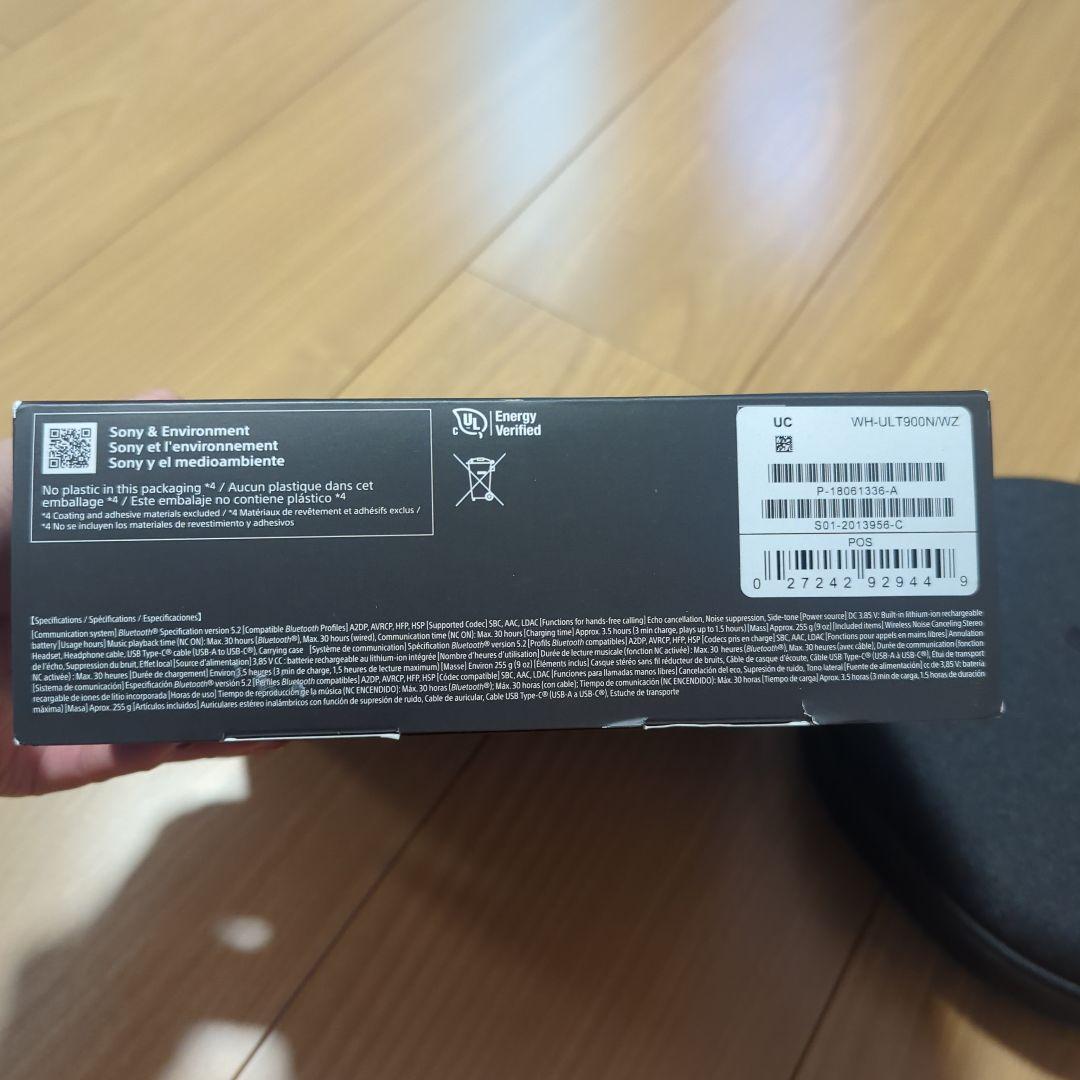 Sony & Environment
Sony et l'environnement
Sony y el medioambiente
No plastic in this packaging *4 / Aucun plastique dans cet
emballage *4 / Este embalaje no contiene plástico *4
*4 Coating and adhesive materials excluded / *4 Matériaux de revêtement et adhésifs exclus /
*4 No se incluyen los materiales de revestimiento y adhesivos
c UL Energy
Verified
UC WH-ULT900N/WZ
P-18061336-A
S01-2013956-C
POS
0 27242 92944 9
[Specifications / Spécifications / Especificaciones]
[Communication system] Bluetooth® Specification version 5.2 [Compatible Bluetooth Profiles] A2DP, AVRCP, HFP, HSP [Supported Codec] SBC, AAC, LDAC [Functions for hands-free calling] Echo cancellation, Noise suppression, Side-tone [Power source] DC 3.85 V: Built-in lithium-ion rechargeable
battery [Usage hours] Music playback time (NC ON): Max. 30 hours (Bluetooth®), Max. 30 hours (wired), Communication time (NC ON): Max. 30 hours [Charging time] Approx. 3.5 hours (3 min charge, plays up to 1.5 hours) [Mass] Approx. 255 g (9 oz) [Included items] Wireless Noise Canceling Stereo
Headset, Headphone cable, USB Type-C® cable (USB-A to USB-C®), Carrying case [Système de communication] Spécification Bluetooth® version 5.2 [Profils Bluetooth compatibles] A2DP, AVRCP, HFP, HSP [Codecs pris en charge] SBC, AAC, LDAC [Fonctions pour appels en mains libres] Annulation
de l'écho, Suppression du bruit, Effet local [Source d'alimentation] 3,85 V CC : batterie rechargeable au lithium-ion intégrée [Nombre d'heures d'utilisation] Durée de lecture musicale (fonction NC activée) : Max. 30 heures (Bluetooth®), Max. 30 heures (avec câble), Durée de communication (fonction
NC activée) : Max. 30 heures [Durée de chargement] Environ 3,5 heures (3 min de charge, 1,5 heures de lecture maximum) [Masse] Environ 255 g (9 oz) [Éléments inclus] Casque stéréo sans fil réducteur de bruits, Câble de casque d'écoute, Câble USB Type-C® (USB-A à USB-C®), Étui de transport
[Sistema de comunicación] Especificación Bluetooth® versión 5.2 [Perfiles Bluetooth compatibles] A2DP, AVRCP, HFP, HSP [Códec compatible] SBC, AAC, LDAC [Funciones para llamadas manos libres] Cancelación del eco, Supresión de ruido, Tono lateral [Fuente de alimentación] cc de 3,85 V: batería
recargable de iones de litio incorporada [Horas de uso] Tiempo de reproducción de la música (NC ENCENDIDO): Máx. 30 horas (Bluetooth®); Máx. 30 horas (con cable); Tiempo de comunicación (NC ENCENDIDO): Máx. 30 horas [Tiempo de carga] Aprox. 3.5 horas (3 min de carga, 1.5 horas de duración
máxima) [Masa] Aprox. 255 g [Artículos incluidos] Auriculares estéreo inalámbricos con función de supresión de ruido, Cable de auricular, Cable USB Type-C® (USB-A a USB-C®), Estuche de transporte